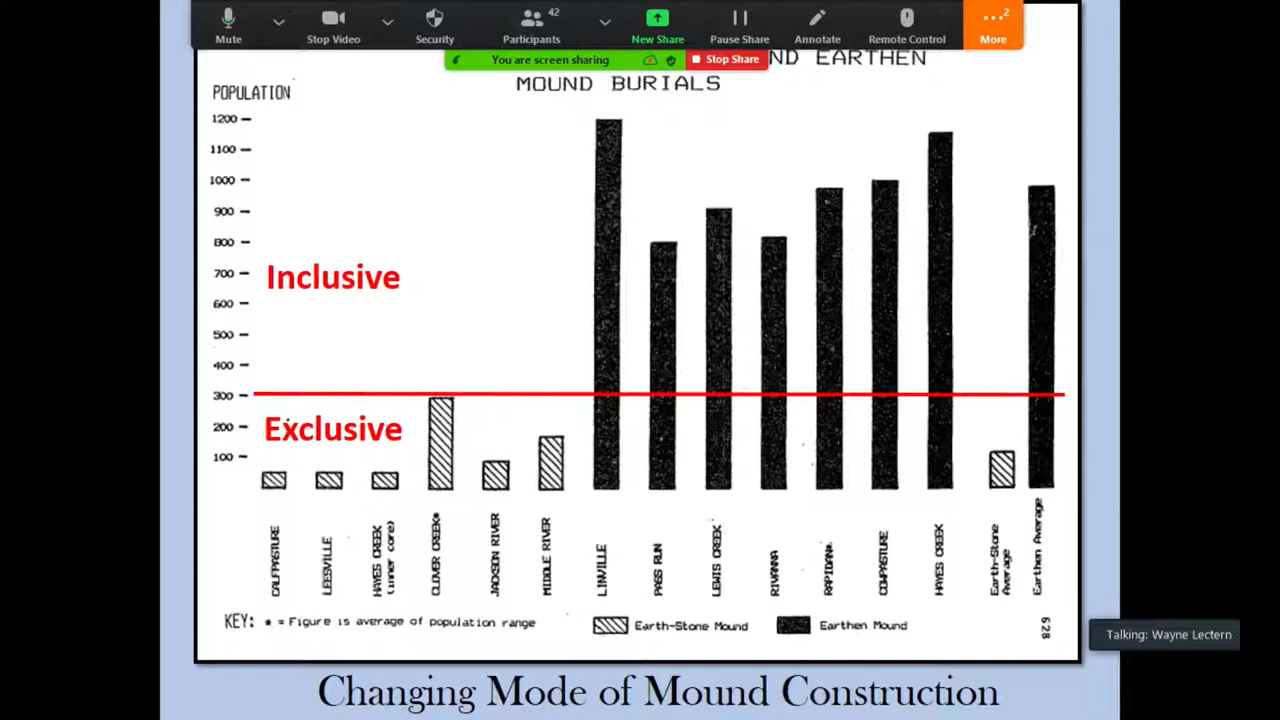 42
2
Mute
Stop Video
Security
Participants
New Share
Pause Share
Annotate
Remote Control
More
You are screen sharing
Stop Share
ND EARTHEN
MOUND BURIALS
POPULATION
1200
1100
1000
900
800
700
600
500
400
300
200
100
Inclusive
Exclusive
CALFPASTURE
LEESVILLE
HAYES CREEK
(inner core)
CLOVER CREEK*
JACKSON RIVER
MIDDLE RIVER
LINVILLE
PASS RUN
LEWIS CREEK
RIVANNA
RAPIDAN*
COWPASTURE
HAYES CREEK
Earth-Stone
Average
Earthen Average
KEY: * = Figure is average of population range
Earth-Stone Mound
Earthen Mound
628
Talking: Wayne Lectern
Changing Mode of Mound Construction